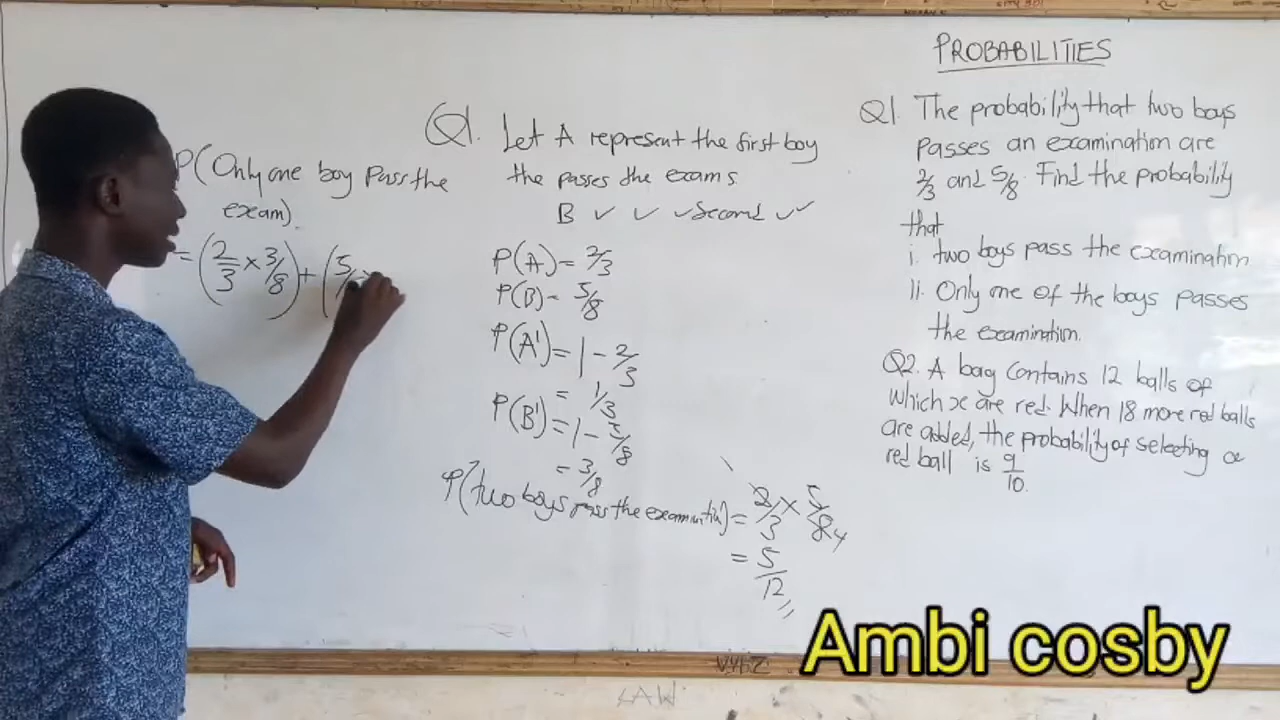 PROBABILITIES
Q1. The probability that two boys
passes an examination are
2/3 and 5/8. Find the probability
that
i. two boys pass the examination
ii. Only one of the boys passes
the examination.
Q2. A bag contains 12 balls of
which x are red. When 18 more red balls
are added, the probability of selecting a
red ball is 9/10.
Q1. Let A represent the first boy
the passes the exams.
B ✓ ✓ ✓ second ✓ ✓
P(A) = 2/3
P(B) = 5/8
P(A') = 1 - 2/3
= 1/3
P(B') = 1 - 5/8
= 3/8
P(two boys pass the examination) = 2/3 × 5/8 4
= 5/12
P(Only one boy pass the
exam).
= (2/3 × 3/8) + (5/
Ambi cosby
LAW